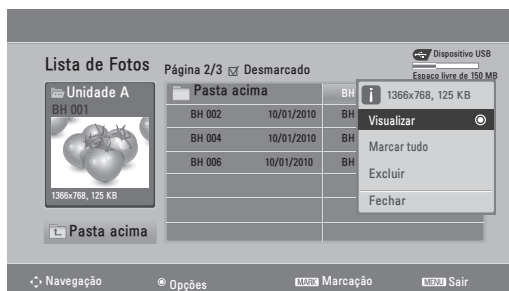 Dispositivo USB
Lista de Fotos
Página 2/3
Desmarcado
Espaço livre de 150 MB
Unidade A
BH 001
1366x768, 125 KB
Pasta acima
Pasta acima
BH
BH 002 10/01/2010 BH
BH 004 10/01/2010 BH
BH 006 10/01/2010 BH
i 1366x768, 125 KB
Visualizar
Marcar tudo
Excluir
Fechar
Navegação
Opções
MARK Marcação
MENU Sair